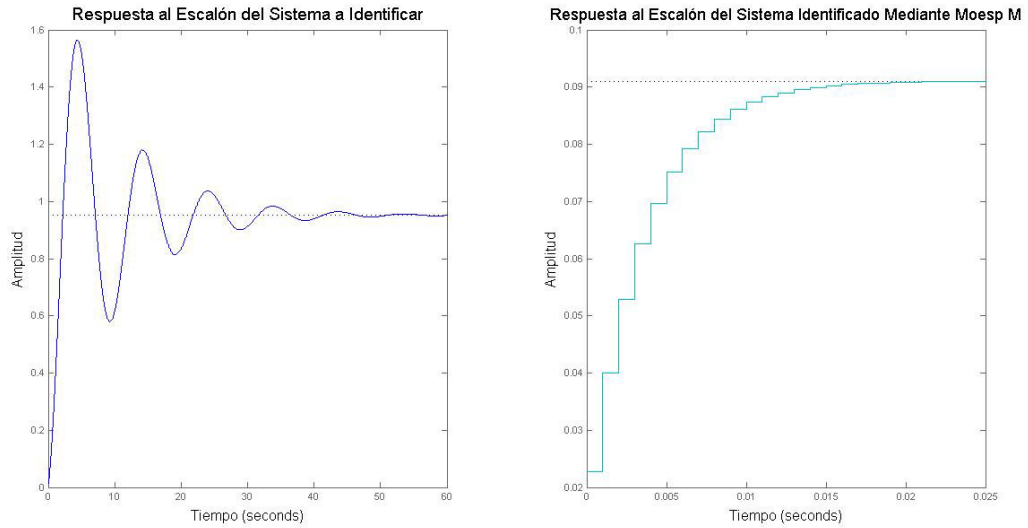 Respuesta al Escalón del Sistema a Identificar
1.6
1.4
1.2
1
0.8
0.6
0.4
0.2
0
Amplitud
0 10 20 30 40 50 60
Tiempo (seconds)
Respuesta al Escalón del Sistema Identificado Mediante Moesp M
0.1
0.09
0.08
0.07
0.06
0.05
0.04
0.03
0.02
Amplitud
0 0.005 0.01 0.015 0.02 0.025
Tiempo (seconds)